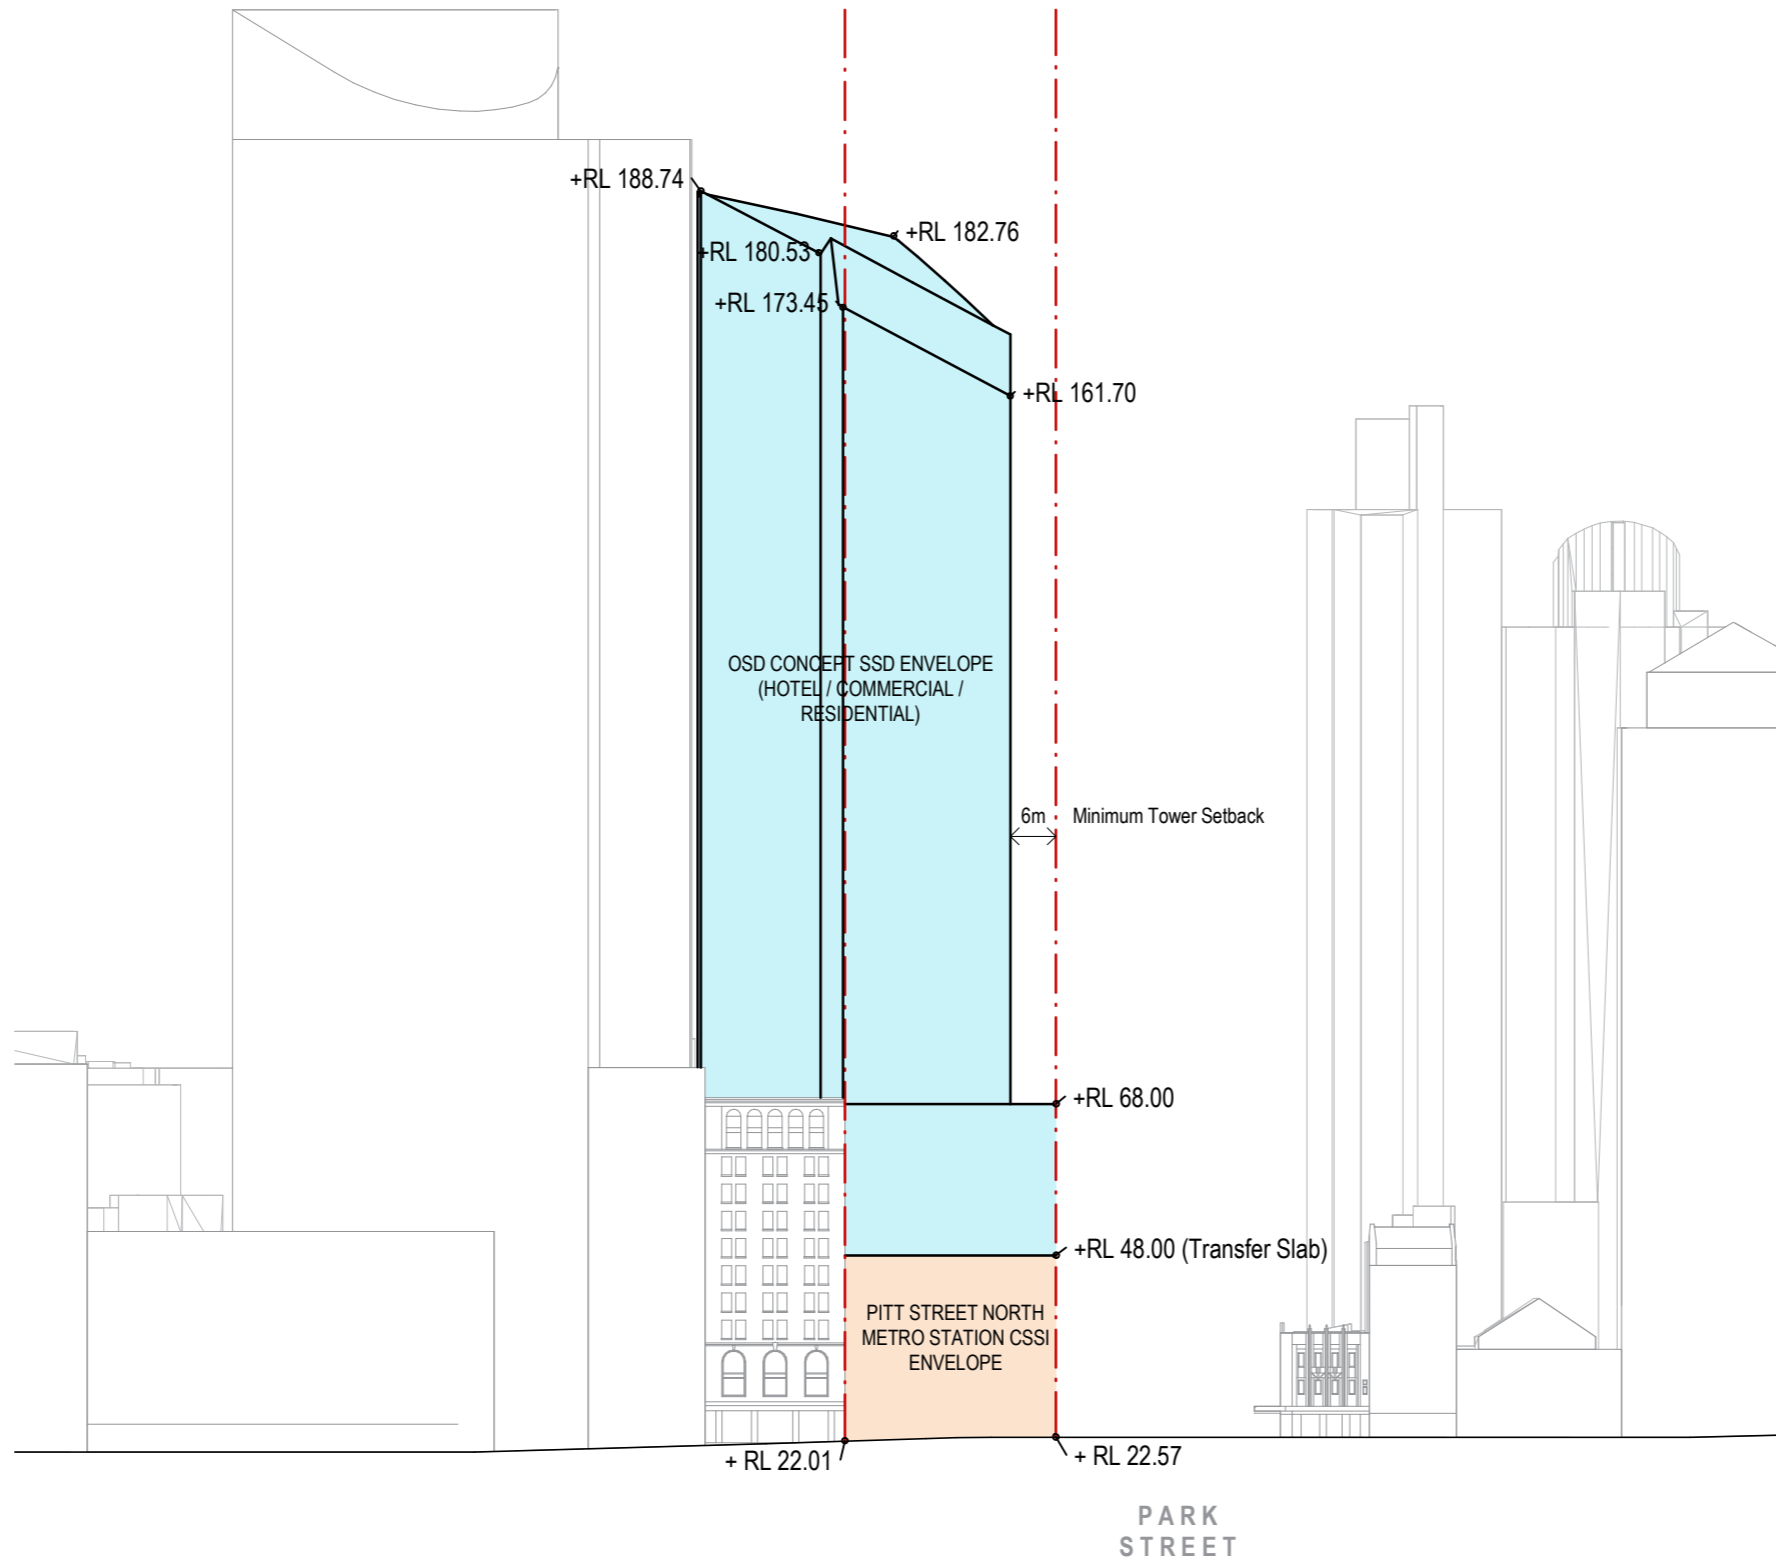 +RL 188.74
+RL 182.76
+RL 180.53
+RL 173.45
+RL 161.70
OSD CONCEPT SSD ENVELOPE
(HOTEL / COMMERCIAL /
RESIDENTIAL)
6m Minimum Tower Setback
+RL 68.00
+RL 48.00 (Transfer Slab)
PITT STREET NORTH
METRO STATION CSSI
ENVELOPE
+ RL 22.01
+ RL 22.57
PARK
STREET